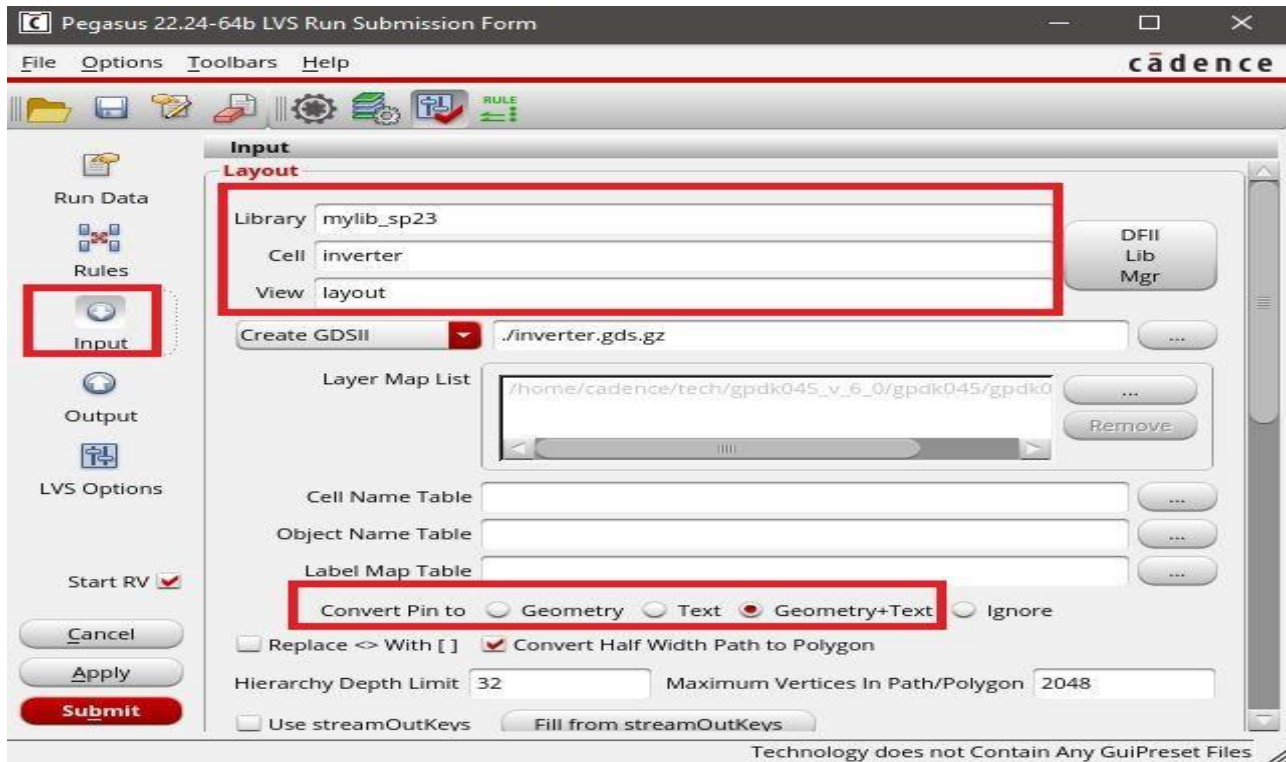 Pegasus 22.24-64b LVS Run Submission Form
File Options Toolbars Help
cādence
RULE
Run Data
Rules
Input
Output
LVS Options
Start RV
Cancel
Apply
Submit
Input
Layout
Library mylib_sp23
Cell inverter
View layout
DFII
Lib
Mgr
Create GDSII ./inverter.gds.gz ...
Layer Map List /home/cadence/tech/gpdk045_v_6_0/gpdk045/gpdk0 ...
Remove
Cell Name Table ...
Object Name Table ...
Label Map Table ...
Convert Pin to Geometry Text Geometry+Text Ignore
Replace <> With [ ] Convert Half Width Path to Polygon
Hierarchy Depth Limit 32 Maximum Vertices In Path/Polygon 2048
Use streamOutKeys Fill from streamOutKeys
Technology does not Contain Any GuiPreset Files